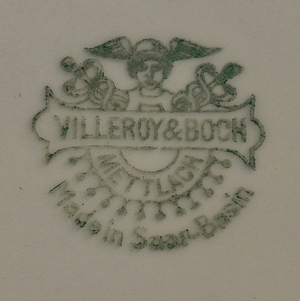 VILLEROY&BOCH
METTLACH
Made in Saar-Basin